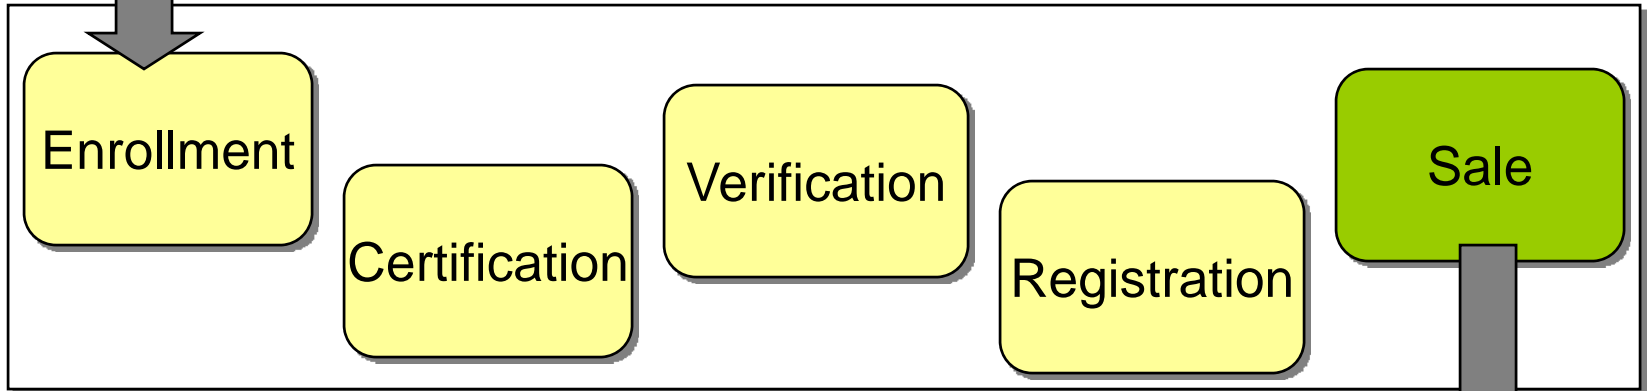 Enrollment
Certification
Verification
Registration
Sale